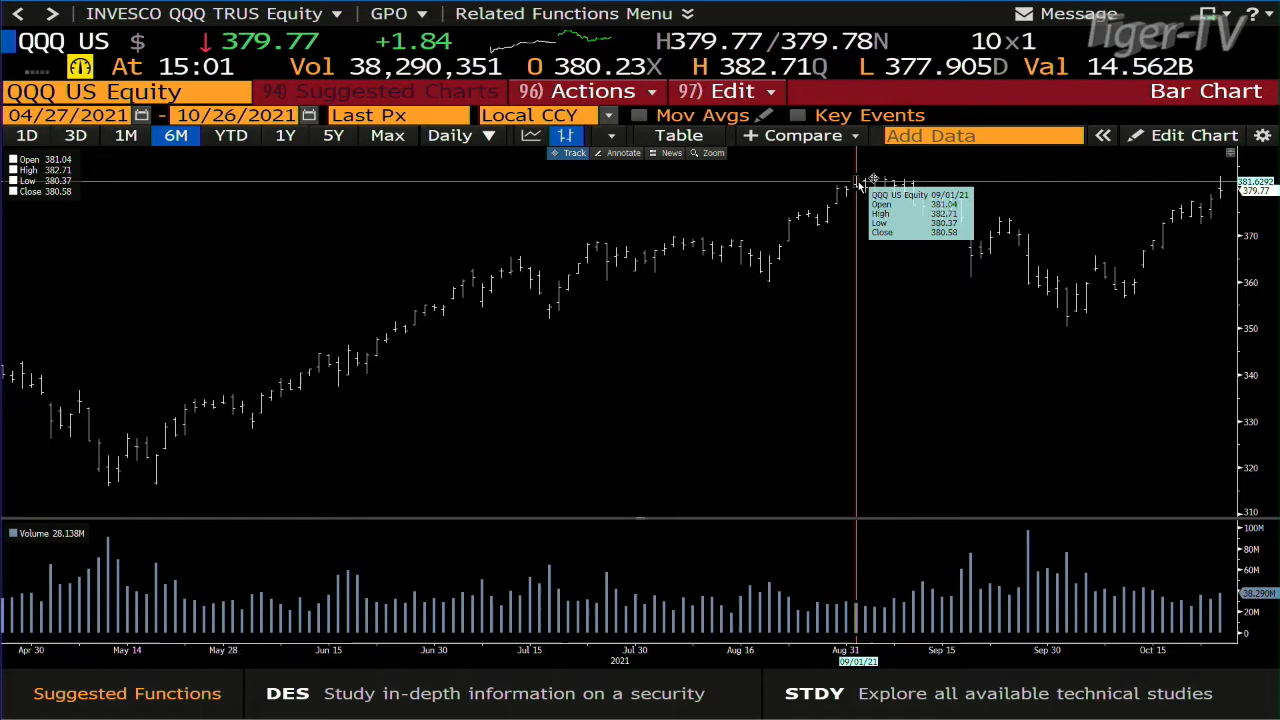 INVESCO QQQ TRUS Equity GPO Related Functions Menu Message ?
Tiger-TV
QQQ US $ ↓ 379.77 +1.84 H379.77/379.78N 10x1
At 15:01 Vol 38,290,351 O 380.23X H 382.71Q L 377.905D Val 14.562B
QQQ US Equity 94) Suggested Charts 96) Actions 97) Edit Bar Chart
04/27/2021 - 10/26/2021 Last Px Local CCY Mov Avgs Key Events
1D 3D 1M 6M YTD 1Y 5Y Max Daily ▼ Table + Compare Add Data « Edit Chart
Track Annotate News Zoom
Open 381.04
High 382.71
Low 380.37
Close 380.58
QQQ US Equity 09/01/21
Open 381.04
High 382.71
Low 380.37
Close 380.58
381.6292
379.77
370
360
350
340
330
320
310
Volume 28.138M
100M
80M
60M
38.290M
20M
0
Apr 30 May 14 May 28 Jun 15 Jun 30 Jul 15 Jul 30 Aug 16 Aug 31 Sep 15 Sep 30 Oct 15
2021 09/01/21
Suggested Functions DES Study in-depth information on a security STDY Explore all available technical studies